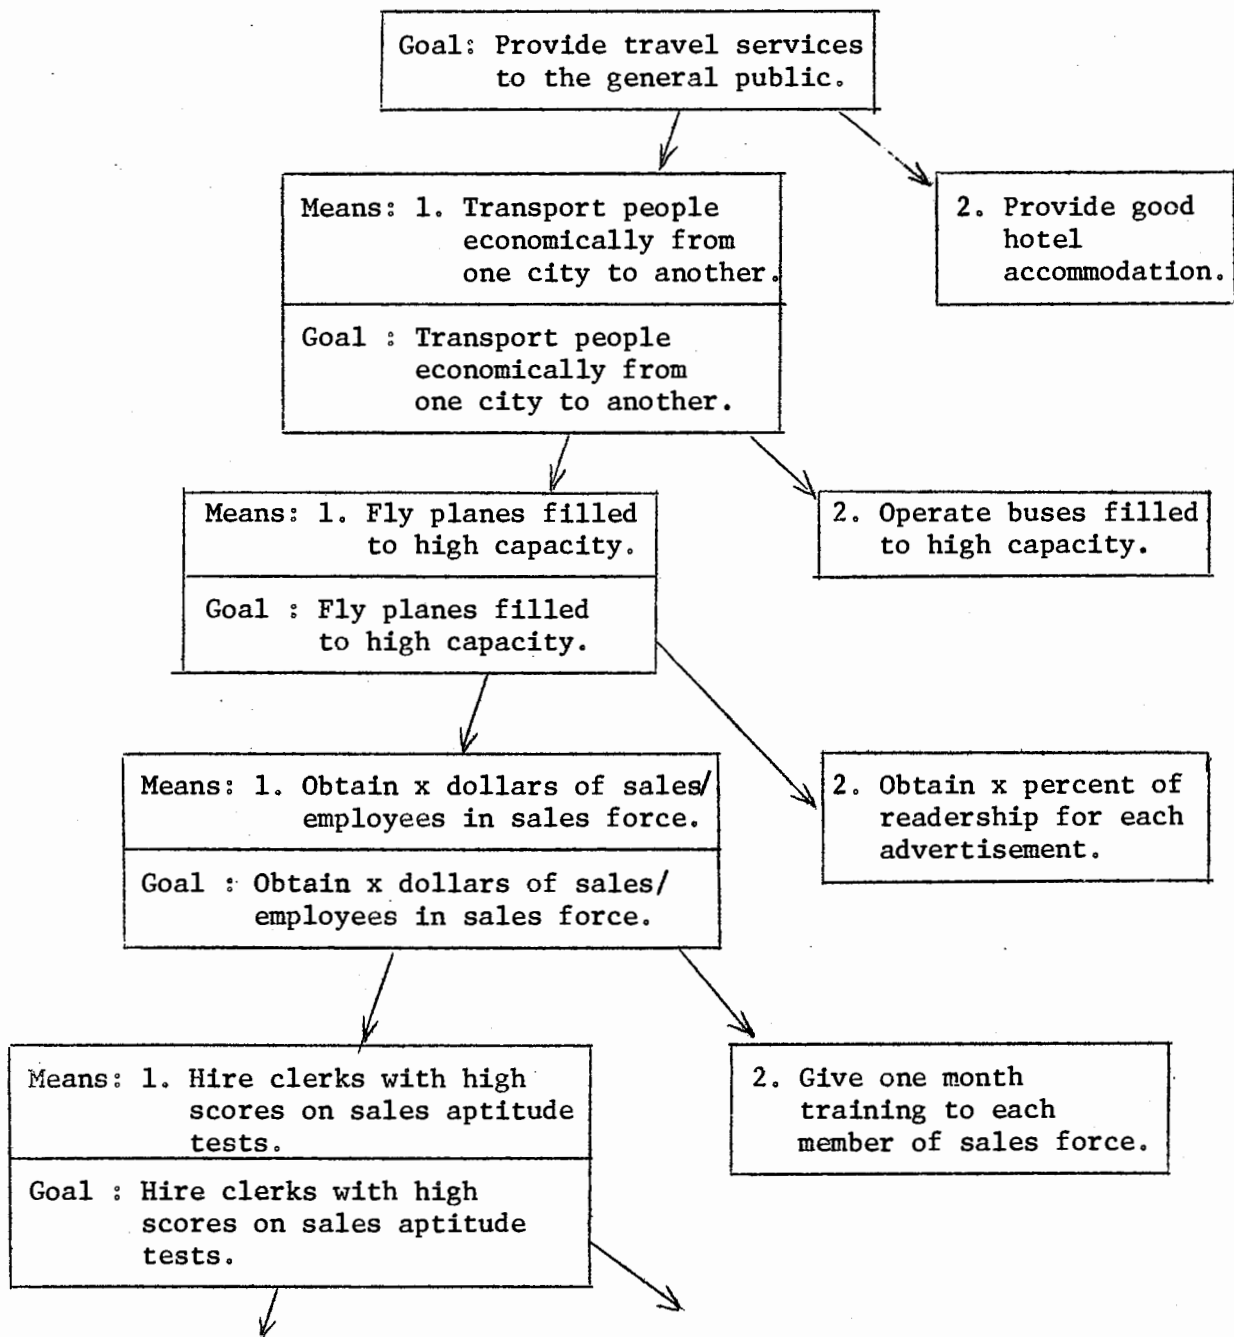 Goal: Provide travel services
to the general public.
Means: 1. Transport people
economically from
one city to another.
2. Provide good
hotel
accommodation.
Goal : Transport people
economically from
one city to another.
Means: 1. Fly planes filled
to high capacity.
2. Operate buses filled
to high capacity.
Goal : Fly planes filled
to high capacity.
Means: 1. Obtain x dollars of sales/
employees in sales force.
2. Obtain x percent of
readership for each
advertisement.
Goal : Obtain x dollars of sales/
employees in sales force.
Means: 1. Hire clerks with high
scores on sales aptitude
tests.
2. Give one month
training to each
member of sales force.
Goal : Hire clerks with high
scores on sales aptitude
tests.